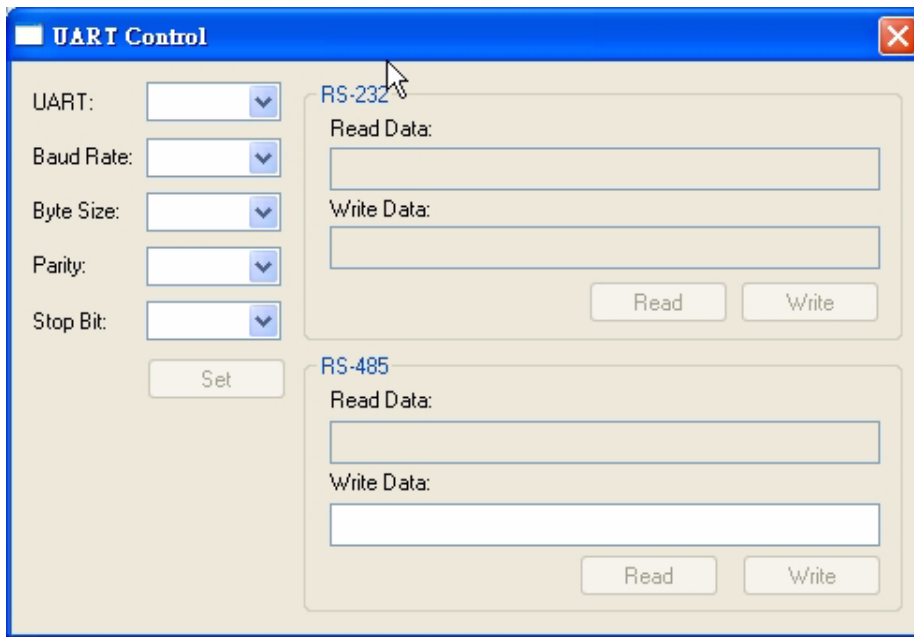 UART Control
UART:
Baud Rate:
Byte Size:
Parity:
Stop Bit:
Set
RS-232
Read Data:
Write Data:
Read Write
RS-485
Read Data:
Write Data:
Read Write